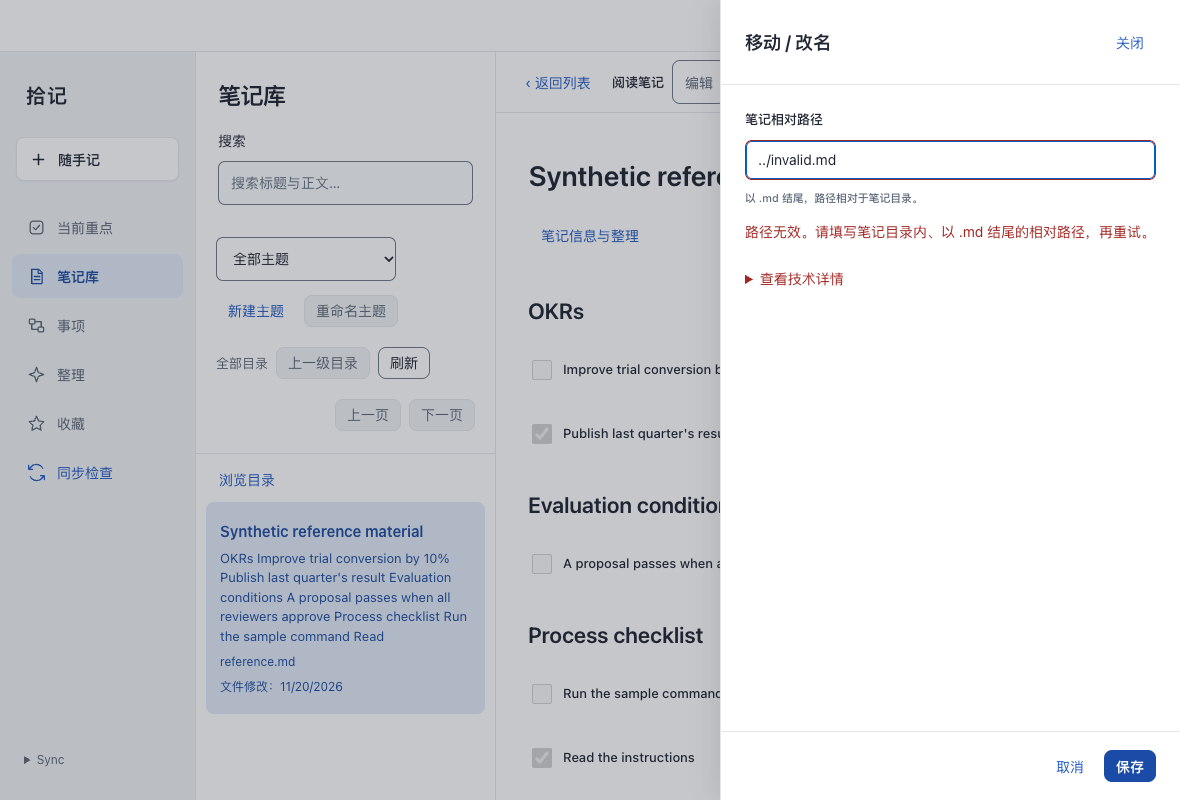 拾记
随手记
当前重点
笔记库
事项
整理
收藏
同步检查
Sync
笔记库
搜索
搜索标题与正文...
全部主题
新建主题
重命名主题
全部目录
上一级目录
刷新
上一页
下一页
浏览目录
Synthetic reference material
OKRs Improve trial conversion by 10%
Publish last quarter's result Evaluation
conditions A proposal passes when all
reviewers approve Process checklist Run
the sample command Read
reference.md
文件修改：11/20/2026
‹ 返回列表
阅读笔记
编辑
Synthetic refer
笔记信息与整理
OKRs
Improve trial conversion b
Publish last quarter's resu
Evaluation condition
A proposal passes when a
Process checklist
Run the sample command
Read the instructions
移动 / 改名
关闭
笔记相对路径
../invalid.md
以 .md 结尾，路径相对于笔记目录。
路径无效。请填写笔记目录内、以 .md 结尾的相对路径，再重试。
查看技术详情
取消
保存